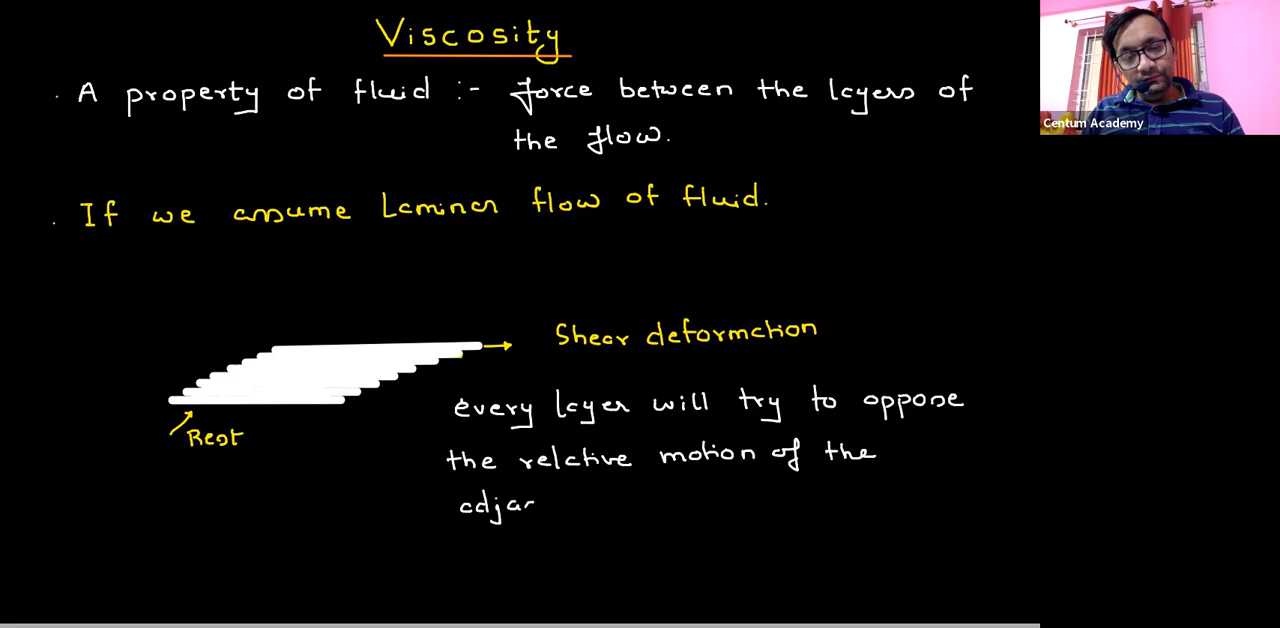 Viscosity
· A property of fluid :- force between the layers of
the flow.
· If we assume Laminar flow of fluid.
Shear deformation
every layer will try to oppose
Rest
the relative motion of the
adjar
Centum Academy